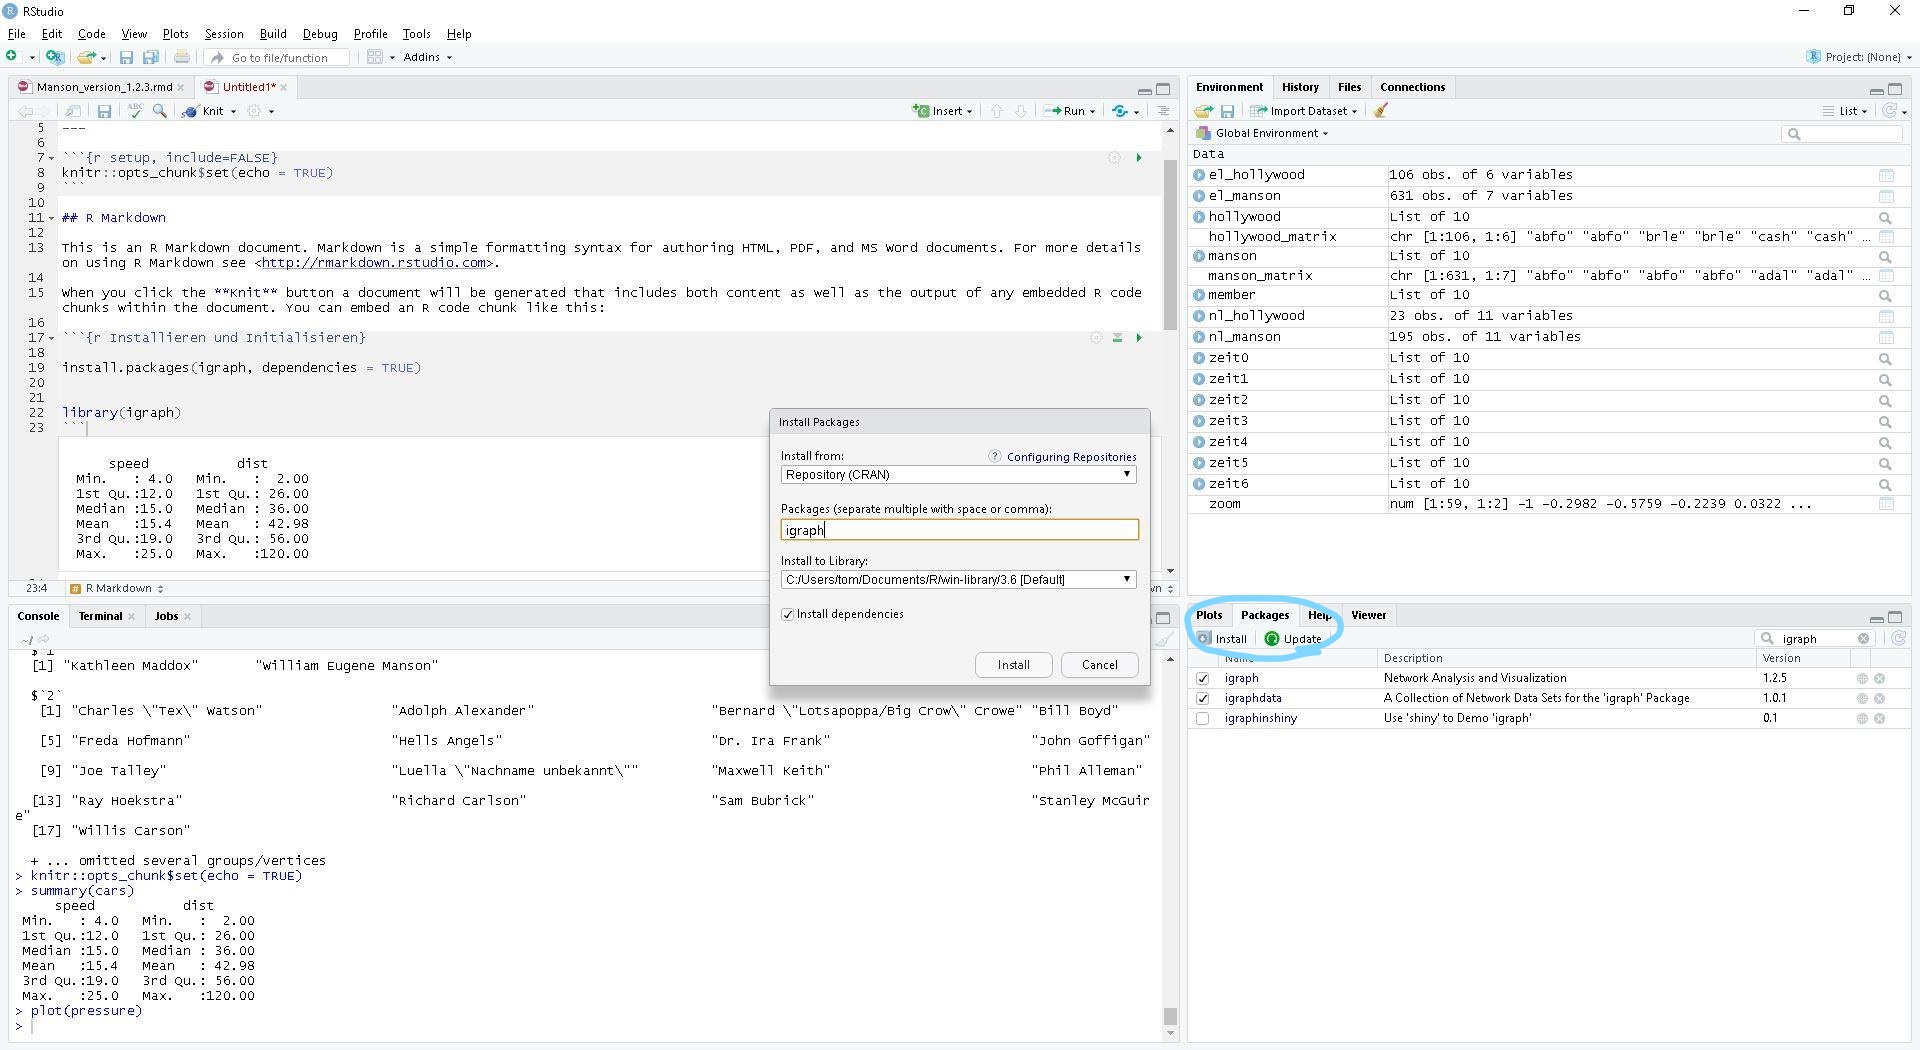 RStudio
File Edit Code View Plots Session Build Debug Profile Tools Help
Go to file/function Addins Project: (None)
Manson_version_1.2.3.rmd Untitled1*
ABC Knit Insert Run
5 ---
6
7 ```{r setup, include=FALSE}
8 knitr::opts_chunk$set(echo = TRUE)
9 ```
10
11 ## R Markdown
12
13 This is an R Markdown document. Markdown is a simple formatting syntax for authoring HTML, PDF, and MS Word documents. For more details
on using R Markdown see <http://rmarkdown.rstudio.com>.
14
15 When you click the **Knit** button a document will be generated that includes both content as well as the output of any embedded R code
chunks within the document. You can embed an R code chunk like this:
16
17 ```{r Installieren und Initialisieren}
18
19 install.packages(igraph, dependencies = TRUE)
20
21
22 library(igraph)
23 ```
speed dist
Min. : 4.0 Min. : 2.00
1st Qu.:12.0 1st Qu.: 26.00
Median :15.0 Median : 36.00
Mean :15.4 Mean : 42.98
3rd Qu.:19.0 3rd Qu.: 56.00
Max. :25.0 Max. :120.00
23:4 R Markdown
Console Terminal Jobs
~/
$`1`
[1] "Kathleen Maddox" "William Eugene Manson"
$`2`
[1] "Charles \"Tex\" Watson" "Adolph Alexander" "Bernard \"Lotsapoppa/Big Crow\" Crowe" "Bill Boyd"
[5] "Freda Hofmann" "Hells Angels" "Dr. Ira Frank" "John Goffigan"
[9] "Joe Talley" "Luella \"Nachname unbekannt\"" "Maxwell Keith" "Phil Alleman"
[13] "Ray Hoekstra" "Richard Carlson" "Sam Bubrick" "Stanley McGuir
e"
[17] "Willis Carson"
+ ... omitted several groups/vertices
> knitr::opts_chunk$set(echo = TRUE)
> summary(cars)
speed dist
Min. : 4.0 Min. : 2.00
1st Qu.:12.0 1st Qu.: 26.00
Median :15.0 Median : 36.00
Mean :15.4 Mean : 42.98
3rd Qu.:19.0 3rd Qu.: 56.00
Max. :25.0 Max. :120.00
> plot(pressure)
>
Install Packages
Install from: ? Configuring Repositories
Repository (CRAN)
Packages (separate multiple with space or comma):
igraph
Install to Library:
C:/Users/tom/Documents/R/win-library/3.6 [Default]
Install dependencies
Install Cancel
Environment History Files Connections
Import Dataset List
Global Environment
Data
el_hollywood 106 obs. of 6 variables
el_manson 631 obs. of 7 variables
hollywood List of 10
hollywood_matrix chr [1:106, 1:6] "abfo" "abfo" "brle" "brle" "cash" "cash" ...
manson List of 10
manson_matrix chr [1:631, 1:7] "abfo" "abfo" "abfo" "abfo" "adal" "adal" ...
member List of 10
nl_hollywood 23 obs. of 11 variables
nl_manson 195 obs. of 11 variables
zeit0 List of 10
zeit1 List of 10
zeit2 List of 10
zeit3 List of 10
zeit4 List of 10
zeit5 List of 10
zeit6 List of 10
zoom num [1:59, 1:2] -1 -0.2982 -0.5759 -0.2239 0.0322 ...
Plots Packages Help Viewer
Install Update igraph
Name Description Version
igraph Network Analysis and Visualization 1.2.5
igraphdata A Collection of Network Data Sets for the 'igraph' Package 1.0.1
igraphinshiny Use 'shiny' to Demo 'igraph' 0.1